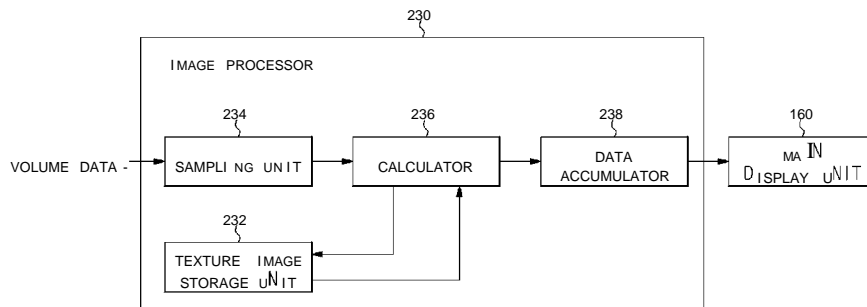 230
IMAGE PROCESSOR
234
236
238
160
VOLUME DATA -
SAMPLING UNIT
CALCULATOR
DATA
ACCUMULATOR
MAIN
DISPLAY UNIT
232
TEXTURE IMAGE
STORAGE UNIT